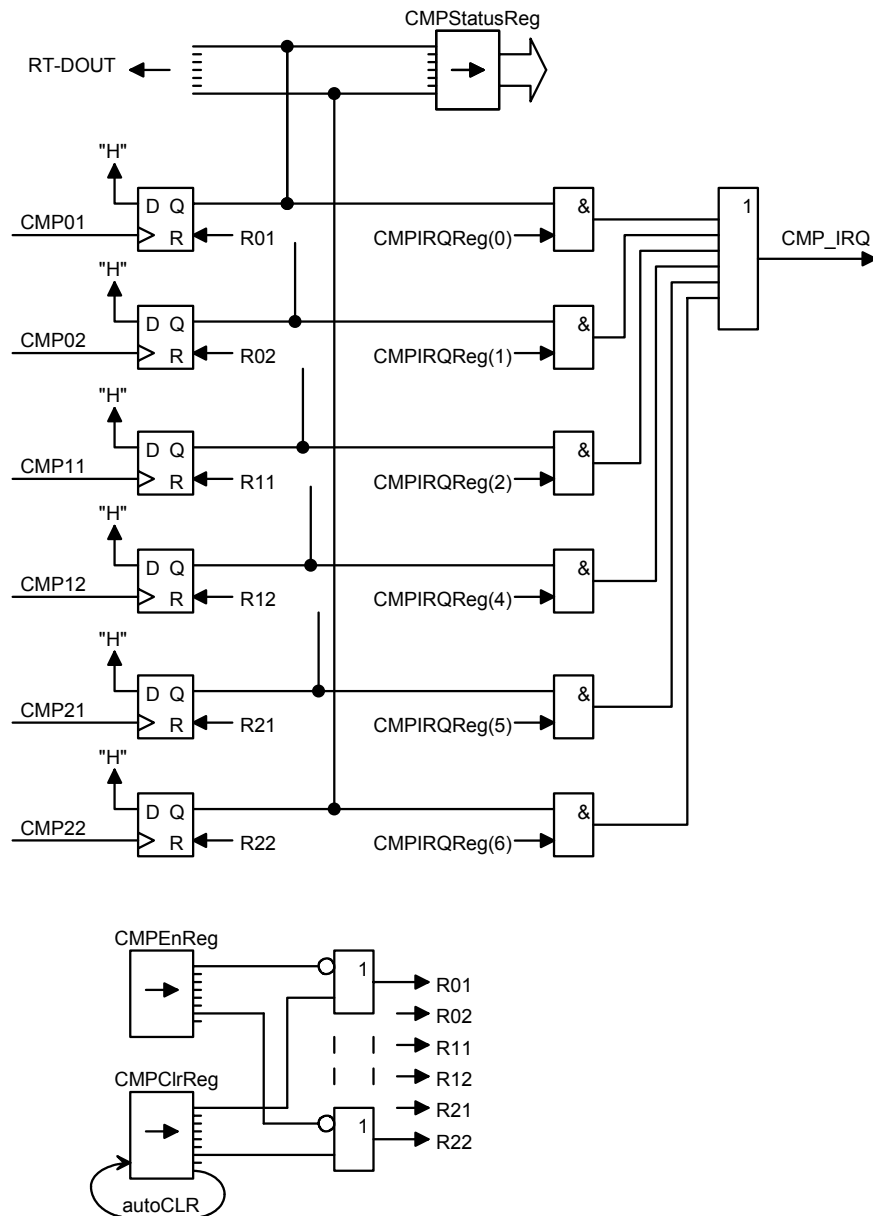 CMPStatusReg
RT-DOUT
"H"
D Q
CMP01
R
R01
CMPIRQReg(0)
&
1
CMP_IRQ
"H"
D Q
CMP02
R
R02
CMPIRQReg(1)
&
"H"
D Q
CMP11
R
R11
CMPIRQReg(2)
&
"H"
D Q
CMP12
R
R12
CMPIRQReg(4)
&
"H"
D Q
CMP21
R
R21
CMPIRQReg(5)
&
"H"
D Q
CMP22
R
R22
CMPIRQReg(6)
&
CMPEnReg
1
R01
R02
R11
R12
R21
CMPClrReg
1
R22
autoCLR